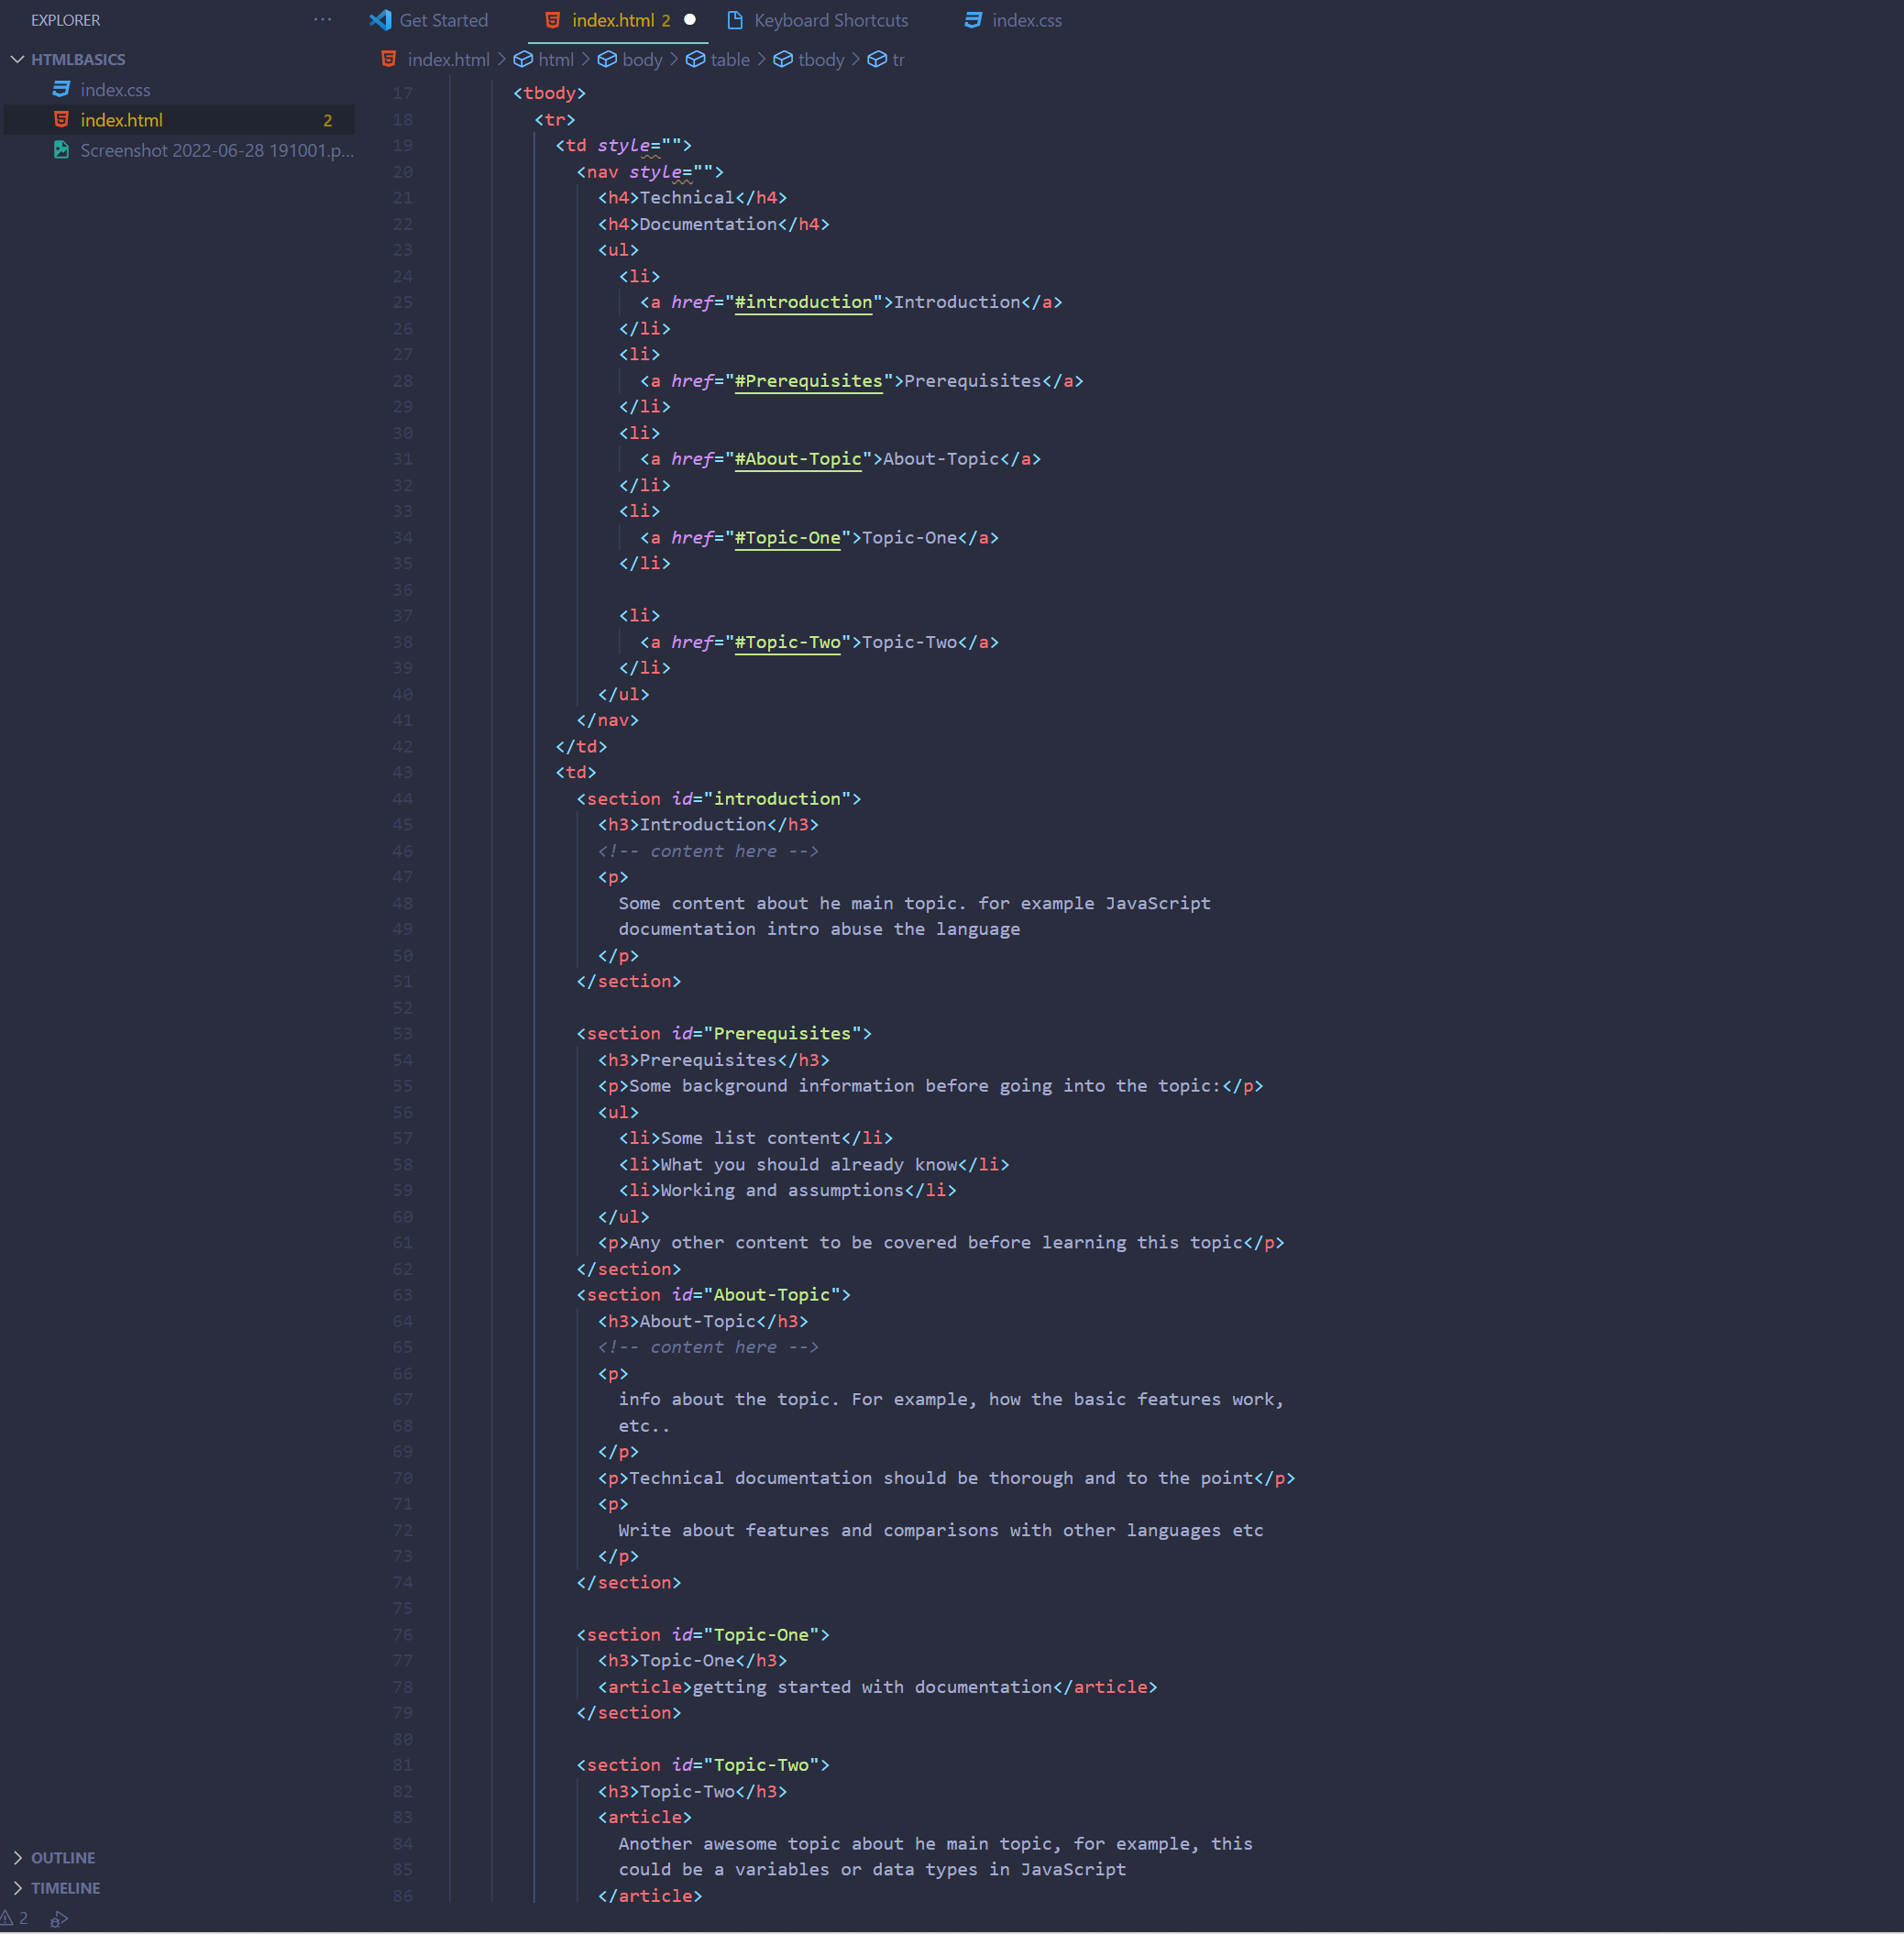 EXPLORER ...
HTMLBASICS
index.css
index.html 2
Screenshot 2022-06-28 191001.p...
OUTLINE
TIMELINE
2
Get Started index.html 2 Keyboard Shortcuts index.css
index.html > html > body > table > tbody > tr
17 <tbody>
18 <tr>
19 <td style="">
20 <nav style="">
21 <h4>Technical</h4>
22 <h4>Documentation</h4>
23 <ul>
24 <li>
25 <a href="#introduction">Introduction</a>
26 </li>
27 <li>
28 <a href="#Prerequisites">Prerequisites</a>
29 </li>
30 <li>
31 <a href="#About-Topic">About-Topic</a>
32 </li>
33 <li>
34 <a href="#Topic-One">Topic-One</a>
35 </li>
36
37 <li>
38 <a href="#Topic-Two">Topic-Two</a>
39 </li>
40 </ul>
41 </nav>
42 </td>
43 <td>
44 <section id="introduction">
45 <h3>Introduction</h3>
46 <!-- content here -->
47 <p>
48 Some content about he main topic. for example JavaScript
49 documentation intro abuse the language
50 </p>
51 </section>
52
53 <section id="Prerequisites">
54 <h3>Prerequisites</h3>
55 <p>Some background information before going into the topic:</p>
56 <ul>
57 <li>Some list content</li>
58 <li>What you should already know</li>
59 <li>Working and assumptions</li>
60 </ul>
61 <p>Any other content to be covered before learning this topic</p>
62 </section>
63 <section id="About-Topic">
64 <h3>About-Topic</h3>
65 <!-- content here -->
66 <p>
67 info about the topic. For example, how the basic features work,
68 etc..
69 </p>
70 <p>Technical documentation should be thorough and to the point</p>
71 <p>
72 Write about features and comparisons with other languages etc
73 </p>
74 </section>
75
76 <section id="Topic-One">
77 <h3>Topic-One</h3>
78 <article>getting started with documentation</article>
79 </section>
80
81 <section id="Topic-Two">
82 <h3>Topic-Two</h3>
83 <article>
84 Another awesome topic about he main topic, for example, this
85 could be a variables or data types in JavaScript
86 </article>